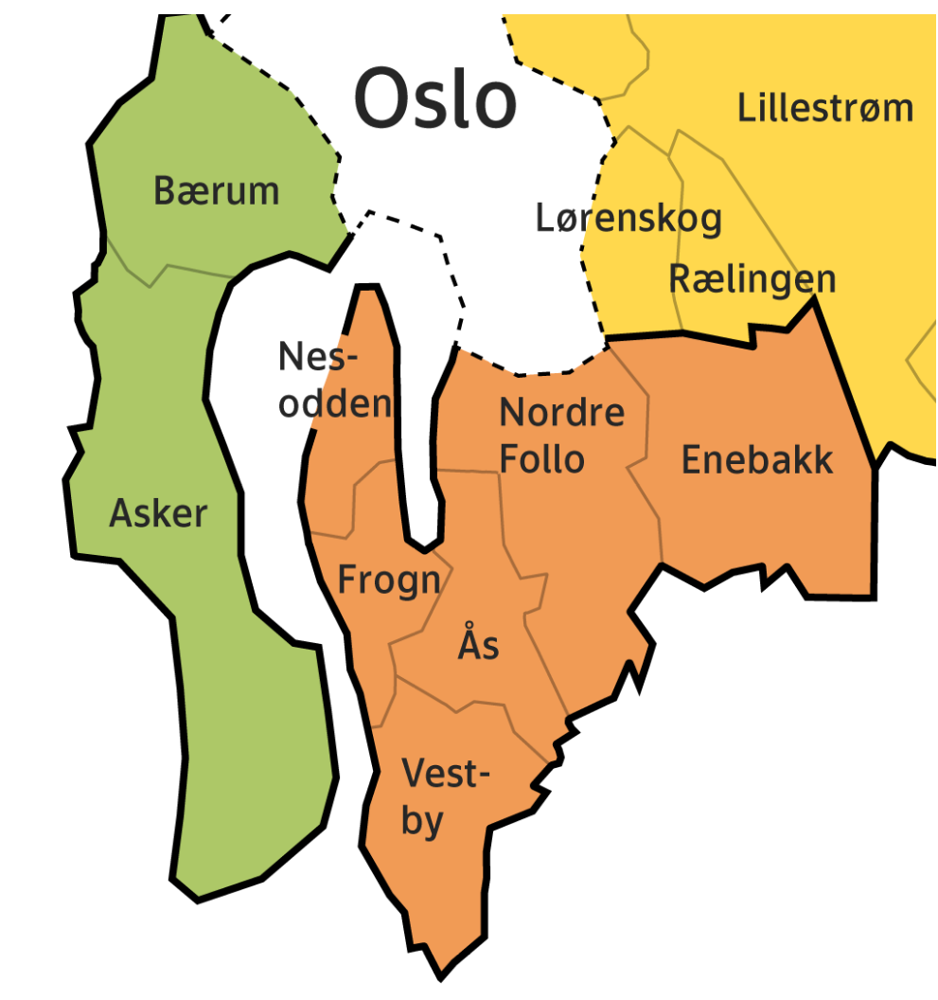 Oslo
Lillestrøm
Bærum
Lørenskog
Rælingen
Nes-
odden
Nordre
Follo
Enebakk
Asker
Frogn
Ås
Vest-
by